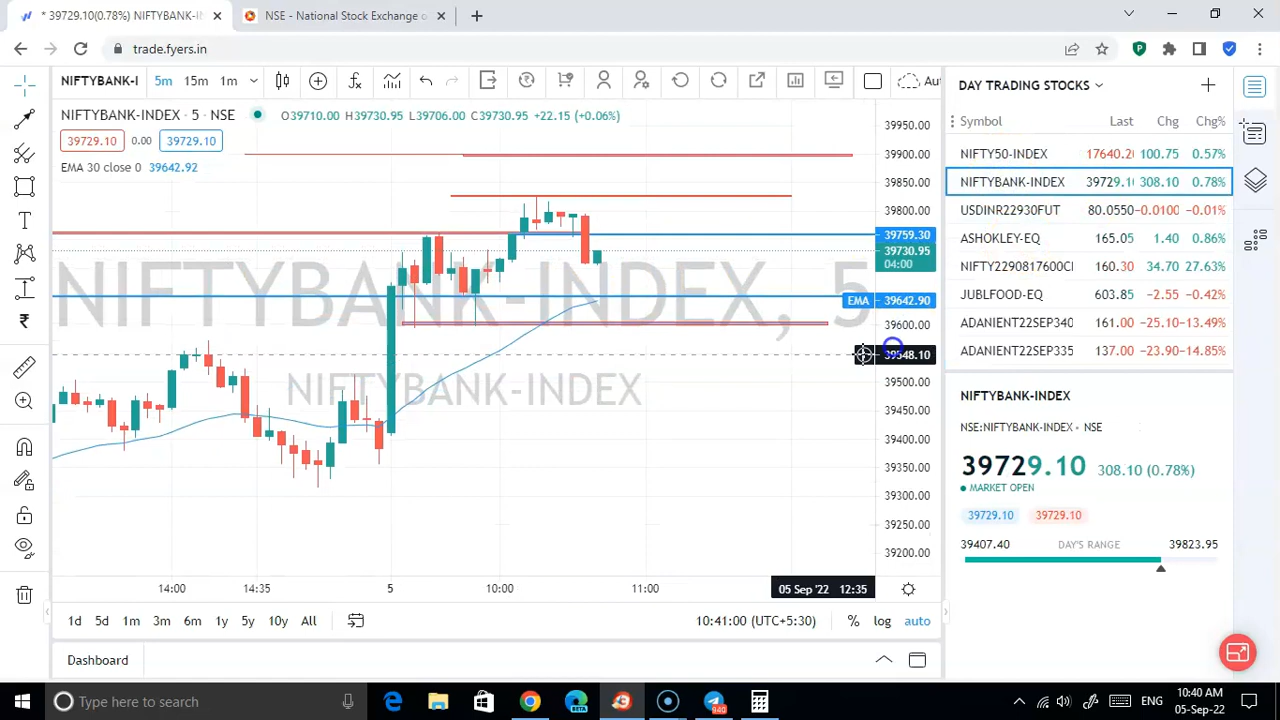 * 39729.10(0.78%) NIFTYBANK-IN
NSE - National Stock Exchange o
trade.fyers.in
NIFTYBANK-I 5m 15m 1m Au
NIFTYBANK-INDEX · 5 · NSE O39710.00 H39730.95 L39706.00 C39730.95 +22.15 (+0.06%)
39729.10 0.00 39729.10
EMA 30 close 0 39642.92
NIFTYBANK-INDEX, 5
NIFTYBANK-INDEX
39950.00
39900.00
39850.00
39800.00
39759.30
39730.95
04:00
EMA 39642.90
39600.00
39548.10
39500.00
39450.00
39400.00
39350.00
39300.00
39250.00
39200.00
14:00 14:35 5 10:00 11:00 05 Sep '22 12:35
1d 5d 1m 3m 6m 1y 5y 10y All 10:41:00 (UTC+5:30) % log auto
Dashboard
DAY TRADING STOCKS
Symbol Last Chg Chg%
NIFTY50-INDEX 17640.2 100.75 0.57%
NIFTYBANK-INDEX 39729.1 308.10 0.78%
USDINR22930FUT 80.0550 -0.0100 -0.01%
ASHOKLEY-EQ 165.05 1.40 0.86%
NIFTY2290817600CI 160.30 34.70 27.63%
JUBLFOOD-EQ 603.85 -2.55 -0.42%
ADANIENT22SEP340 161.00 -25.10 -13.49%
ADANIENT22SEP335 137.00 -23.90 -14.85%
NIFTYBANK-INDEX
NSE:NIFTYBANK-INDEX • NSE
39729.10 308.10 (0.78%)
MARKET OPEN
39729.10 39729.10
39407.40 DAY'S RANGE 39823.95
Type here to search
940
ENG
10:40 AM
05-Sep-22